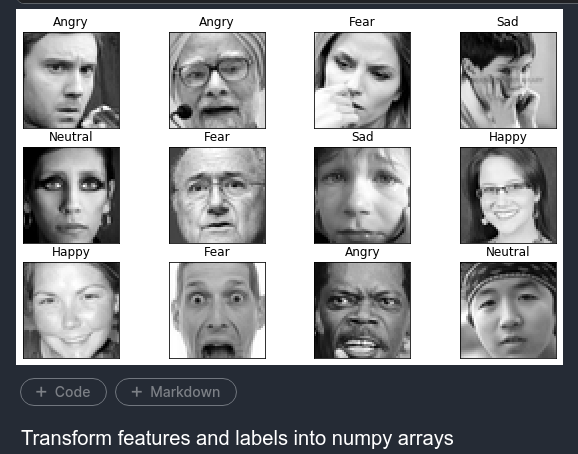 Angry Angry Fear Sad
Neutral Fear Sad Happy
Happy Fear Angry Neutral
+ Code + Markdown
Transform features and labels into numpy arrays